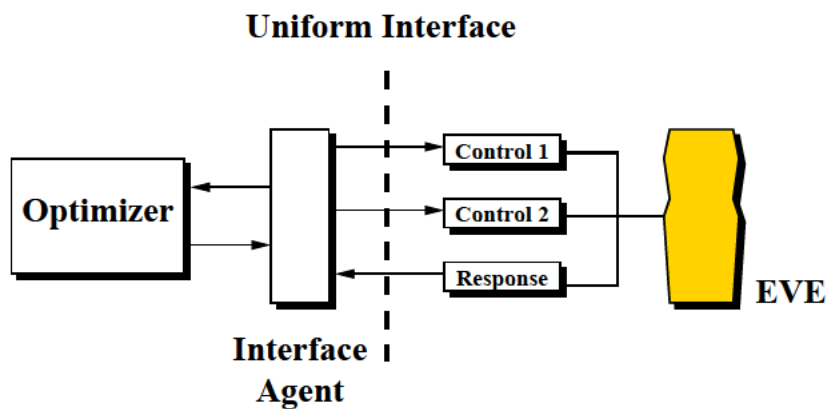 Uniform Interface
Control 1
Optimizer
Control 2
Response
EVE
Interface
Agent